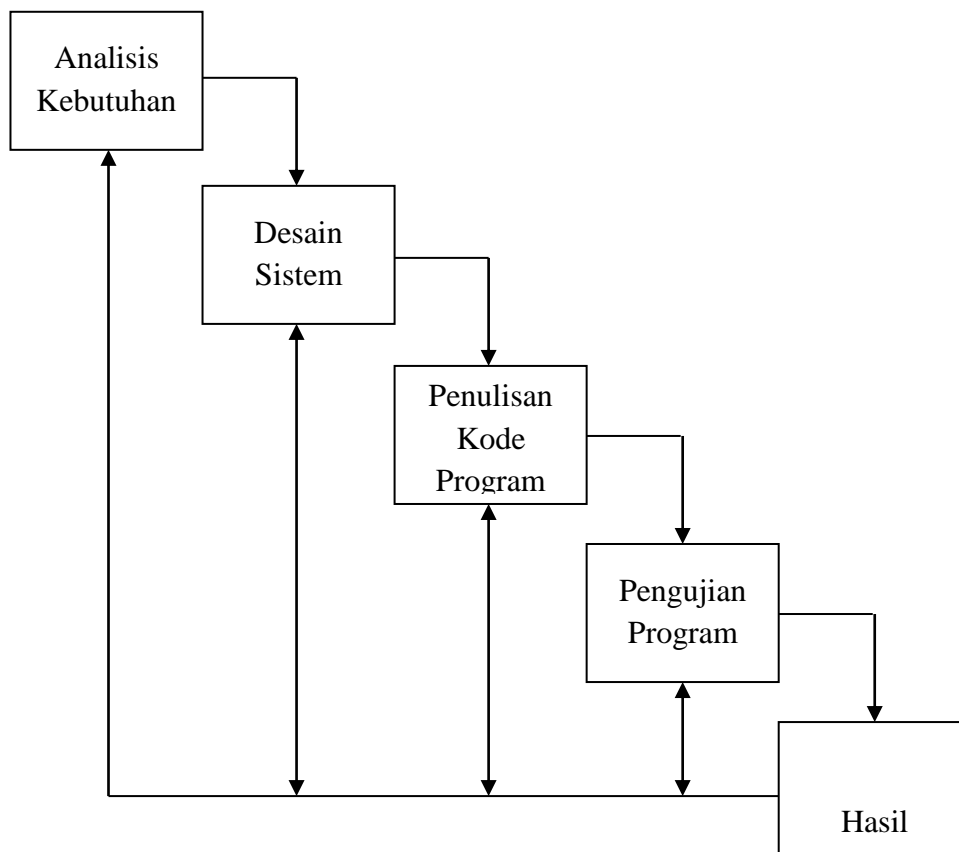 Analisis
Kebutuhan
Desain
Sistem
Penulisan
Kode
Program
Pengujian
Program
Hasil